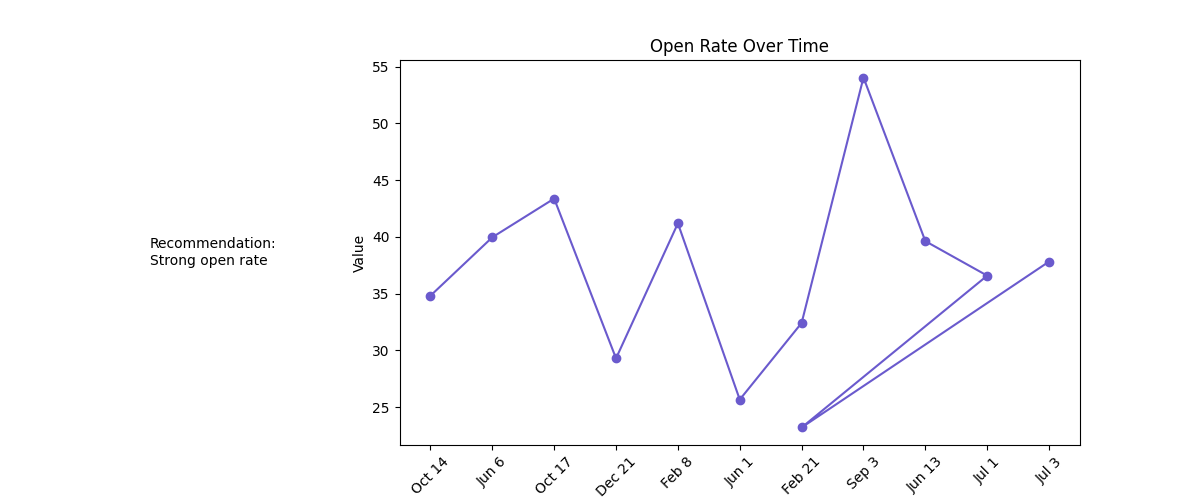 Open Rate Over Time
Recommendation:
Strong open rate
Value
55
50
45
40
35
30
25
Oct 14
Jun 6
Oct 17
Dec 21
Feb 8
Jun 1
Feb 21
Sep 3
Jun 13
Jul 1
Jul 3